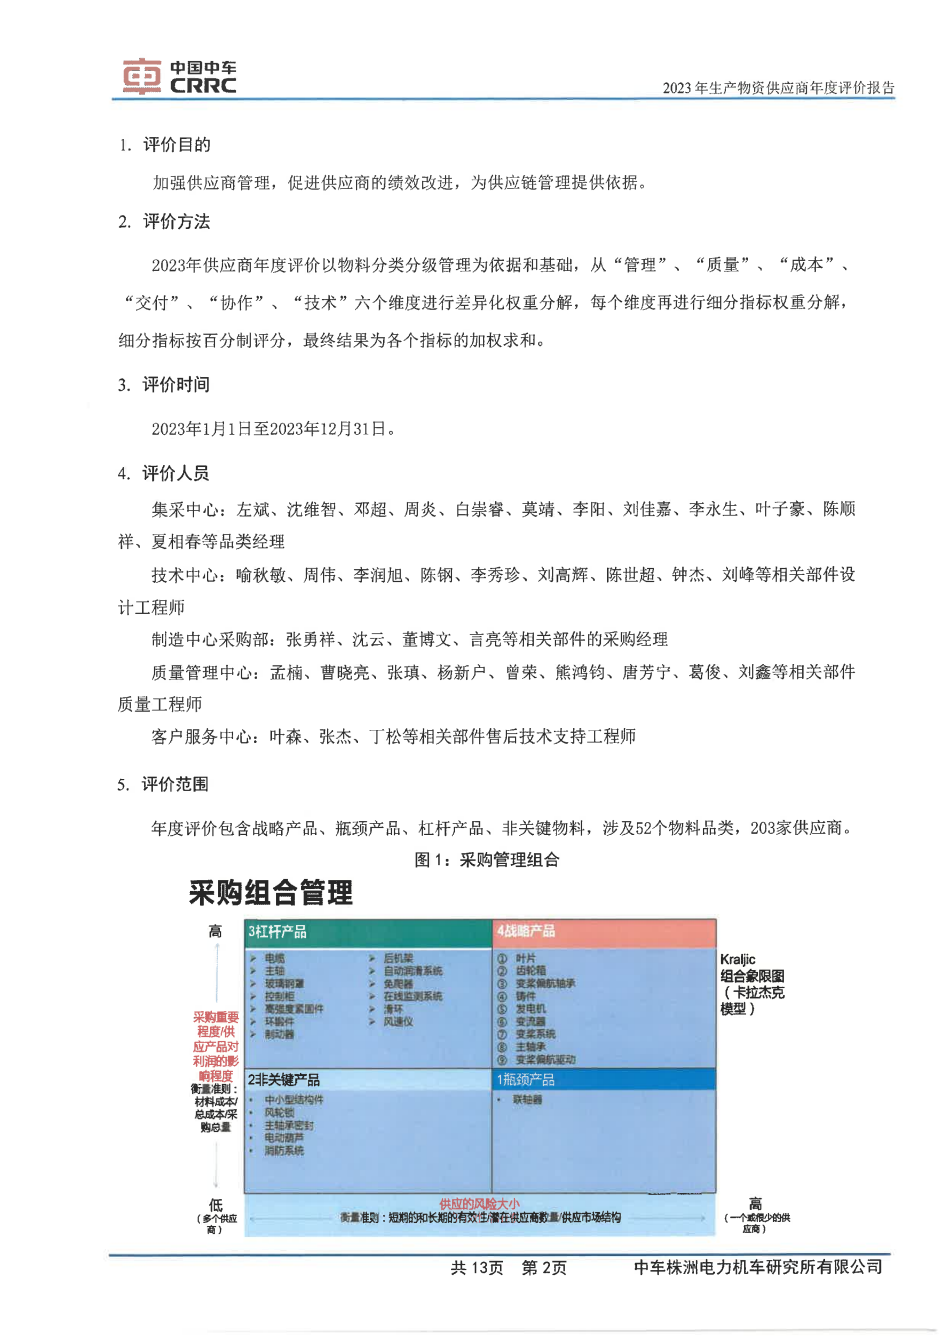 中国中车
CRRC
2023年生产物资供应商年度评价报告
1. 评价目的
加强供应商管理，促进供应商的绩效改进，为供应链管理提供依据。
2. 评价方法
2023年供应商年度评价以物料分类分级管理为依据和基础，从“管理”、“质量”、“成本”、
“交付”、“协作”、“技术”六个维度进行差异化权重分解，每个维度再进行细分指标权重分解，
细分指标按百分制评分，最终结果为各个指标的加权求和。
3. 评价时间
2023年1月1日至2023年12月31日。
4. 评价人员
集采中心：左斌、沈维智、邓超、周炎、白崇睿、莫靖、李阳、刘佳嘉、李永生、叶子豪、陈顺
祥、夏相春等品类经理
技术中心：喻秋敏、周伟、李润旭、陈钢、李秀珍、刘高辉、陈世超、钟杰、刘峰等相关部件设
计工程师
制造中心采购部：张勇祥、沈云、董博文、言亮等相关部件的采购经理
质量管理中心：孟楠、曹晓亮、张瑱、杨新户、曾荣、熊鸿钧、唐芳宁、葛俊、刘鑫等相关部件
质量工程师
客户服务中心：叶森、张杰、丁松等相关部件售后技术支持工程师
5. 评价范围
年度评价包含战略产品、瓶颈产品、杠杆产品、非关键物料，涉及52个物料品类，203家供应商。
图 1：采购管理组合
采购组合管理
高
采购重要
程度/供
应产品对
利润的影
响程度
衡量准则：
材料成本/
总成本/采
购总量
低
（多个供应
商）
3杠杆产品
➢ 电缆
➢ 主轴
➢ 玻璃钢罩
➢ 控制柜
➢ 高强度紧固件
➢ 环锻件
➢ 制动器
➢ 后机架
➢ 自动润滑系统
➢ 免爬器
➢ 在线监测系统
➢ 滑环
➢ 风速仪
4战略产品
① 叶片
② 齿轮箱
③ 变桨偏航轴承
④ 铸件
⑤ 发电机
⑥ 变流器
⑦ 变桨系统
⑧ 主轴承
⑨ 变桨偏航驱动
2非关键产品
• 中小型结构件
• 风轮锁
• 主轴承密封
• 电动葫芦
• 消防系统
1瓶颈产品
• 联轴器
Kraljic
组合象限图
（卡拉杰克
模型）
供应的风险大小
衡量准则：短期的和长期的有效性/潜在供应商数量/供应市场结构
高
（一个或很少的供
应商）
共 13页 第 2页
中车株洲电力机车研究所有限公司